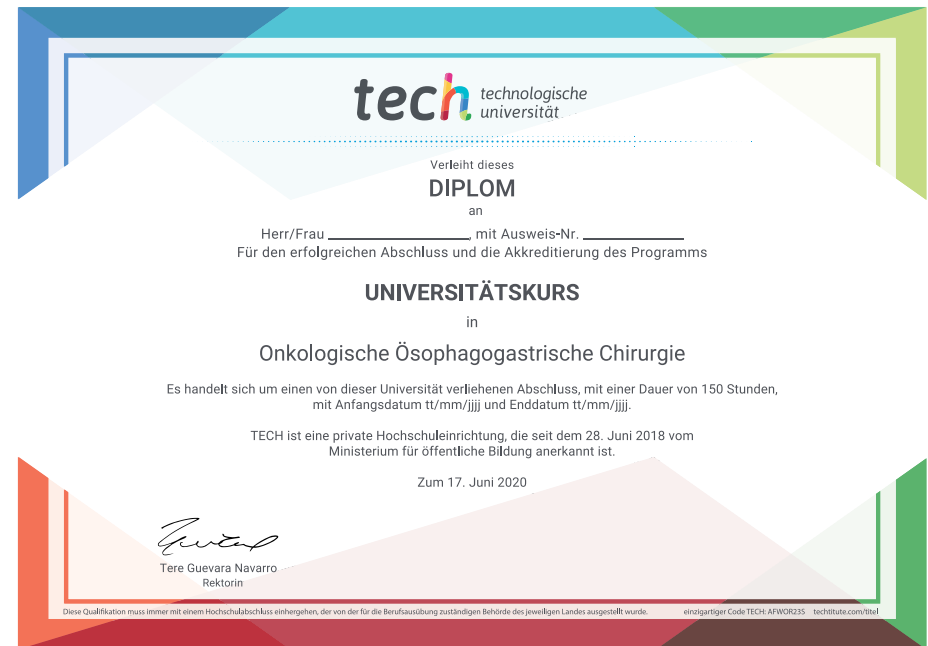 tech technologische
universität
Verleiht dieses
DIPLOM
an
Herr/Frau ____________________, mit Ausweis-Nr. ______________
Für den erfolgreichen Abschluss und die Akkreditierung des Programms
UNIVERSITÄTSKURS
in
Onkologische Ösophagogastrische Chirurgie
Es handelt sich um einen von dieser Universität verliehenen Abschluss, mit einer Dauer von 150 Stunden,
mit Anfangsdatum tt/mm/jjjj und Enddatum tt/mm/jjjj.
TECH ist eine private Hochschuleinrichtung, die seit dem 28. Juni 2018 vom
Ministerium für öffentliche Bildung anerkannt ist.
Zum 17. Juni 2020
Tere Guevara Navarro
Rektorin
Diese Qualifikation muss immer mit einem Hochschulabschluss einhergehen, der von der für die Berufsausübung zuständigen Behörde des jeweiligen Landes ausgestellt wurde. einzigartiger Code TECH: AFWOR23S techtitute.com/titel